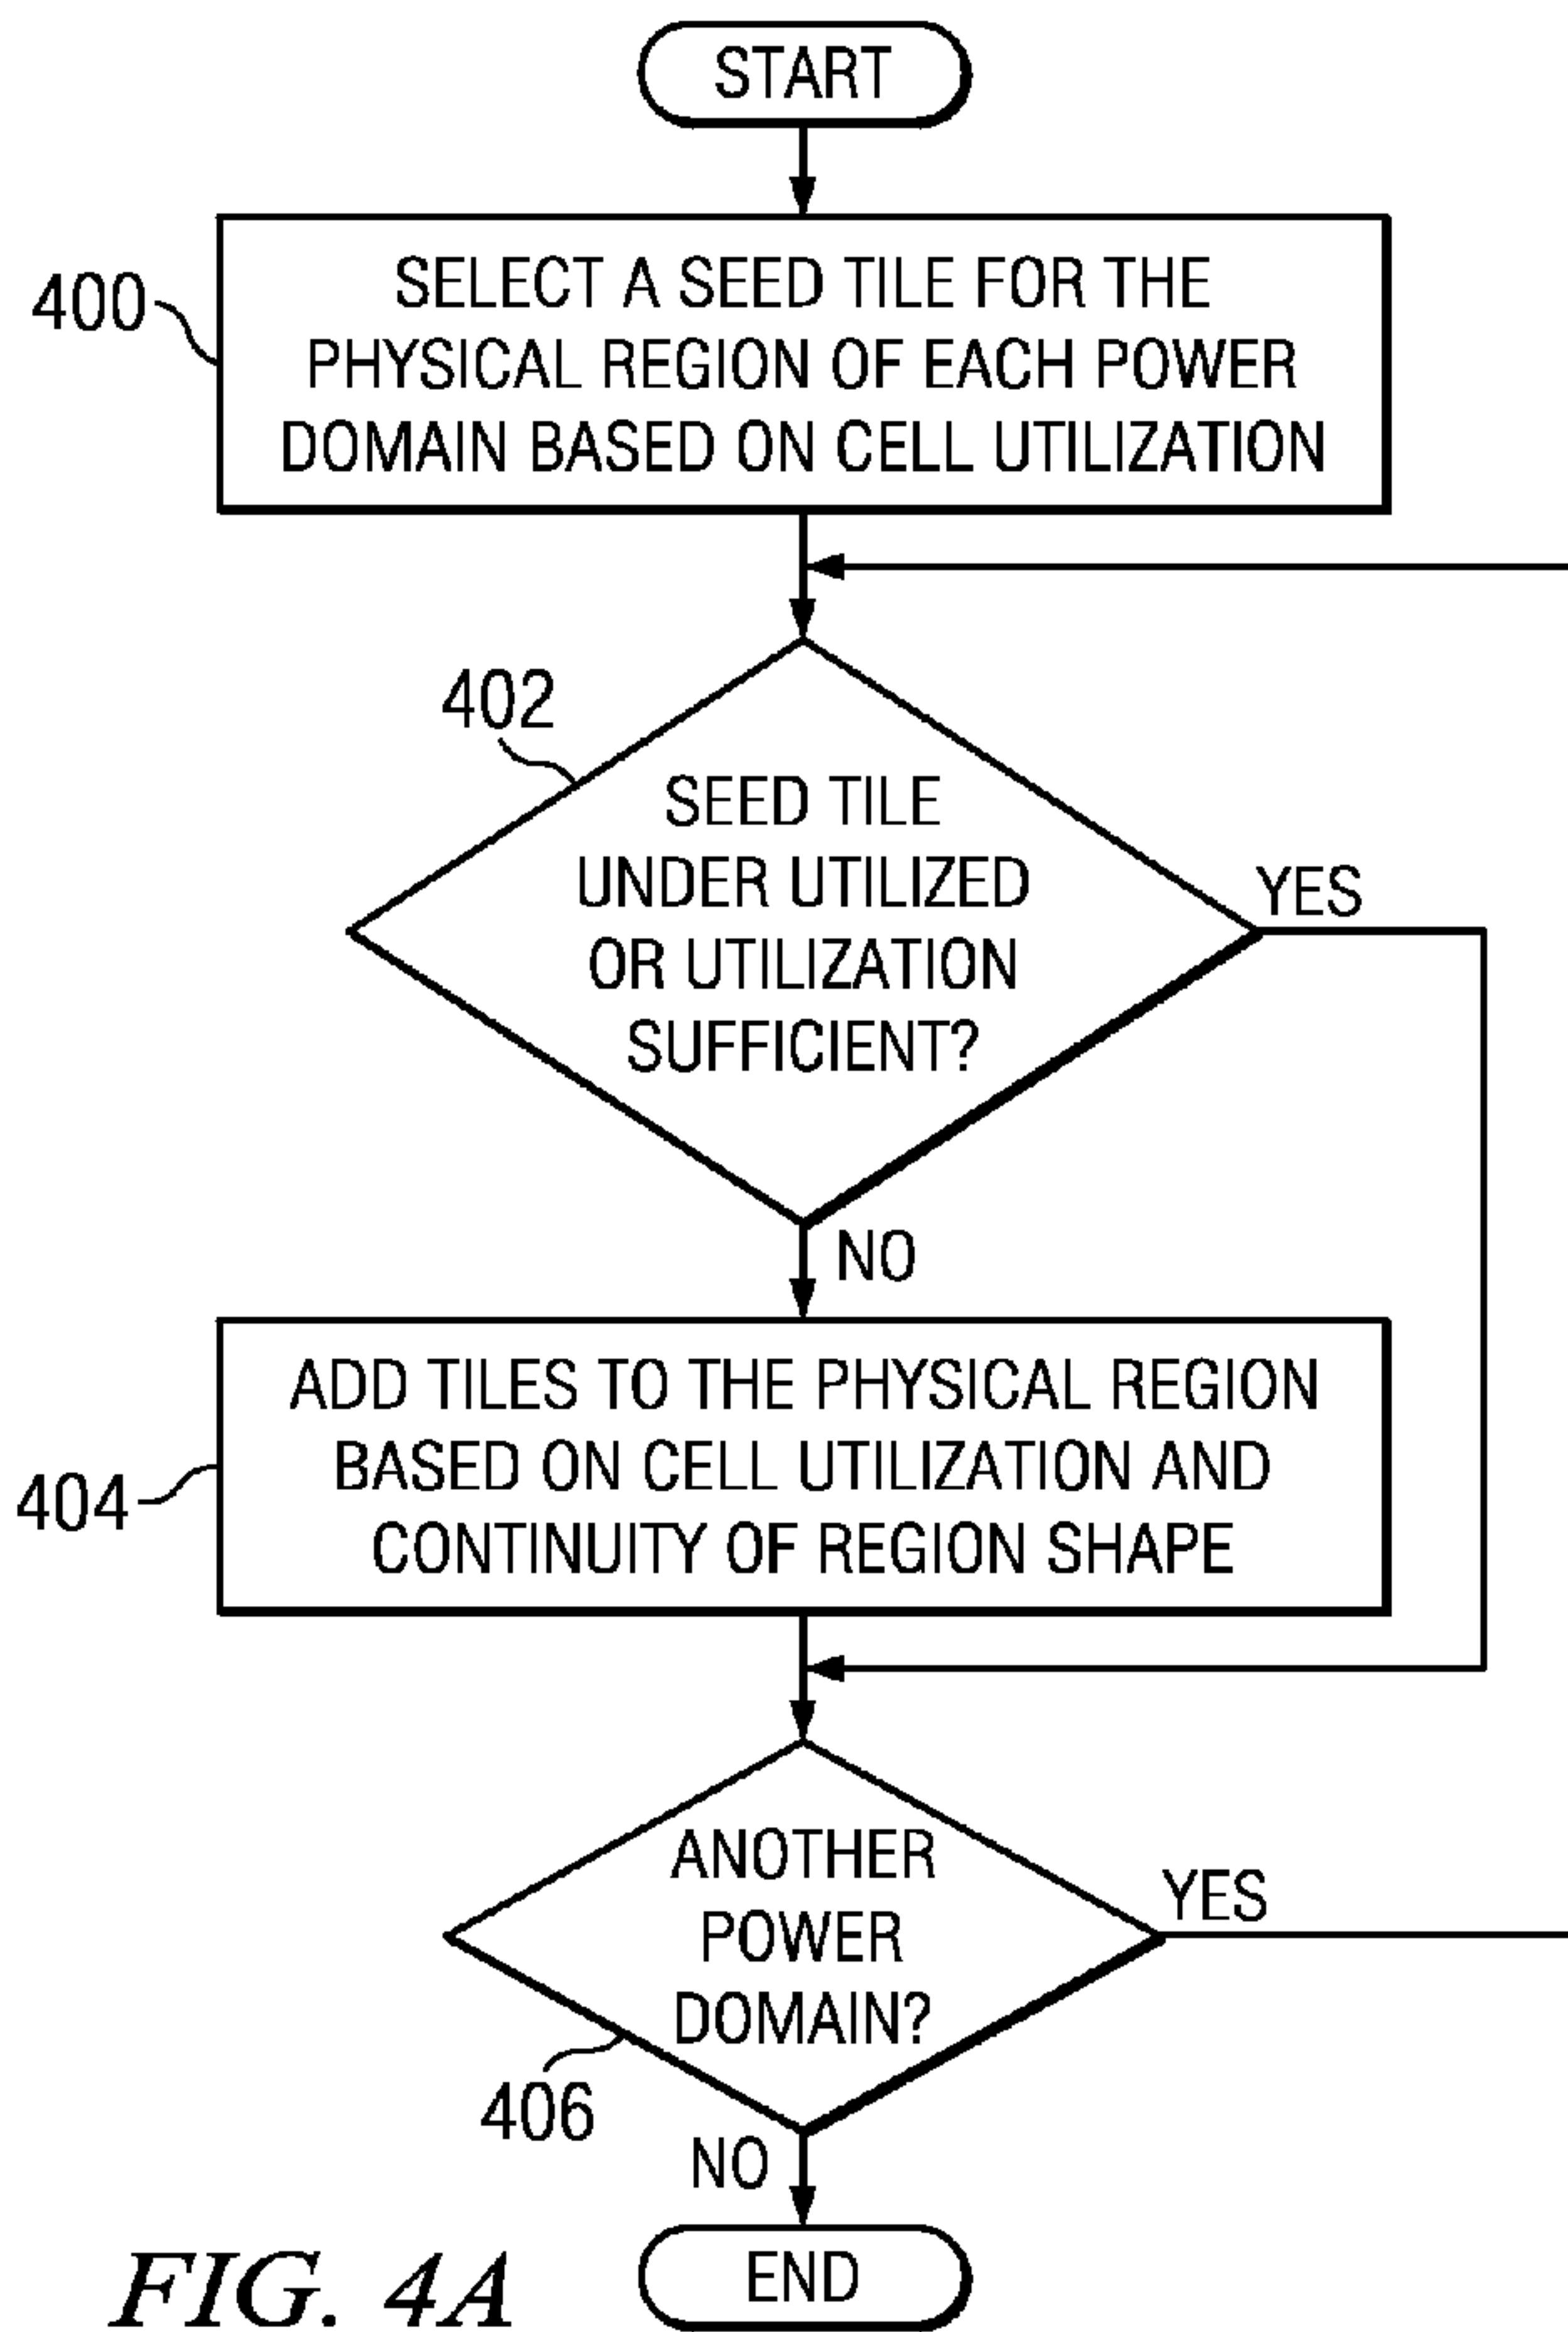 START
400
SELECT A SEED TILE FOR THE
PHYSICAL REGION OF EACH POWER
DOMAIN BASED ON CELL UTILIZATION
402
SEED TILE
UNDER UTILIZED
OR UTILIZATION
SUFFICIENT?
YES
NO
404
ADD TILES TO THE PHYSICAL REGION
BASED ON CELL UTILIZATION AND
CONTINUITY OF REGION SHAPE
ANOTHER
POWER
DOMAIN?
YES
406
NO
END
FIG. 4A